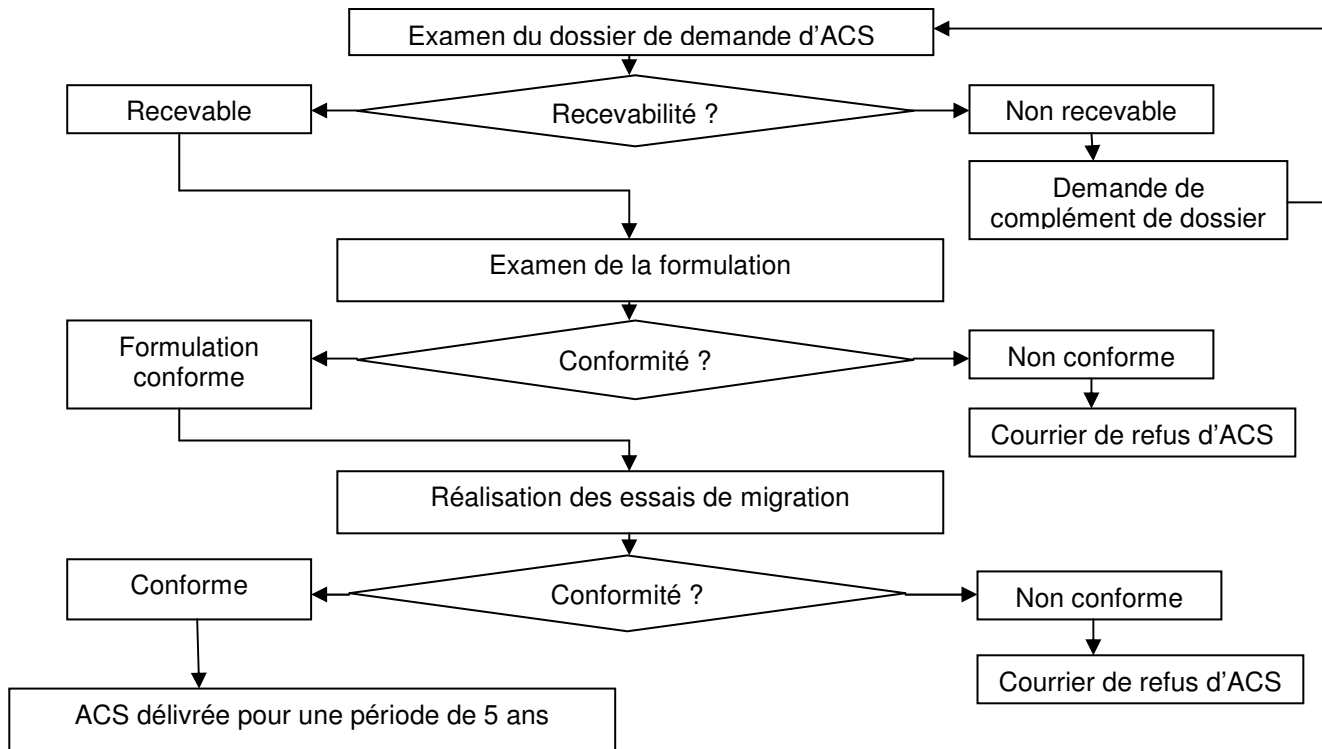 Examen du dossier de demande d’ACS
Recevable
Recevabilité ?
Non recevable
Demande de
complément de dossier
Examen de la formulation
Formulation
conforme
Conformité ?
Non conforme
Courrier de refus d’ACS
Réalisation des essais de migration
Conforme
Conformité ?
Non conforme
Courrier de refus d’ACS
ACS délivrée pour une période de 5 ans